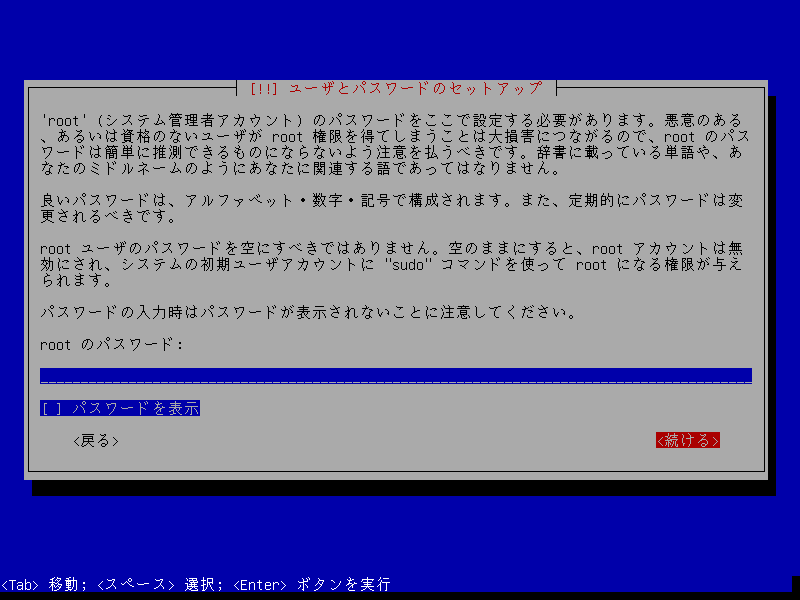 [!!] ユーザとパスワードのセットアップ
'root' (システム管理者アカウント) のパスワードをここで設定する必要があります。悪意のある
、あるいは資格のないユーザが root 権限を得てしまうことは大損害につながるので、root のパス
ワードは簡単に推測できるものにならないよう注意を払うべきです。辞書に載っている単語や、あ
なたのミドルネームのようにあなたに関連する語であってはなりません。
良いパスワードは、アルファベット・数字・記号で構成されます。また、定期的にパスワードは変
更されるべきです。
root ユーザのパスワードを空にすべきではありません。空のままにすると、root アカウントは無
効にされ、システムの初期ユーザアカウントに "sudo" コマンドを使って root になる権限が与え
られます。
パスワードの入力時はパスワードが表示されないことに注意してください。
root のパスワード:
[ ] パスワードを表示
<戻る> <続ける>
<Tab> 移動; <スペース> 選択; <Enter> ボタンを実行